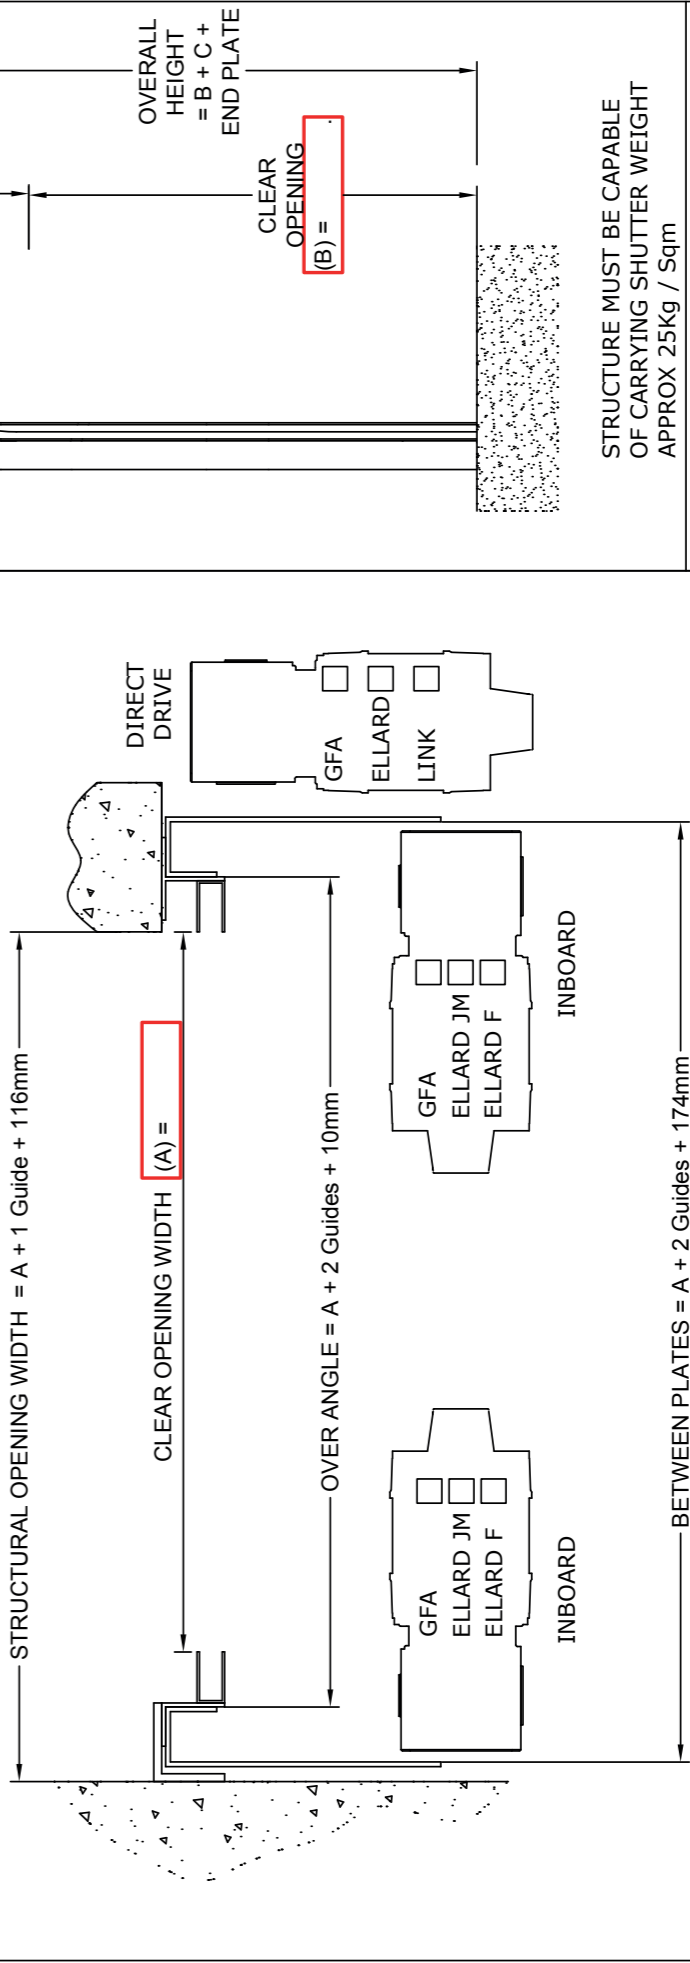 STRUCTURAL OPENING WIDTH = A + 1 Guide + 116mm
CLEAR OPENING WIDTH (A) =
OVER ANGLE = A + 2 Guides + 10mm
GFA
ELLARD JM
ELLARD F
INBOARD
GFA
ELLARD JM
ELLARD F
INBOARD
BETWEEN PLATES = A + 2 Guides + 174mm
DIRECT
DRIVE
GFA
ELLARD
LINK
OVERALL
HEIGHT
= B + C +
END PLATE
CLEAR
OPENING
(B) =
STRUCTURE MUST BE CAPABLE
OF CARRYING SHUTTER WEIGHT
APPROX 25Kg / Sqm